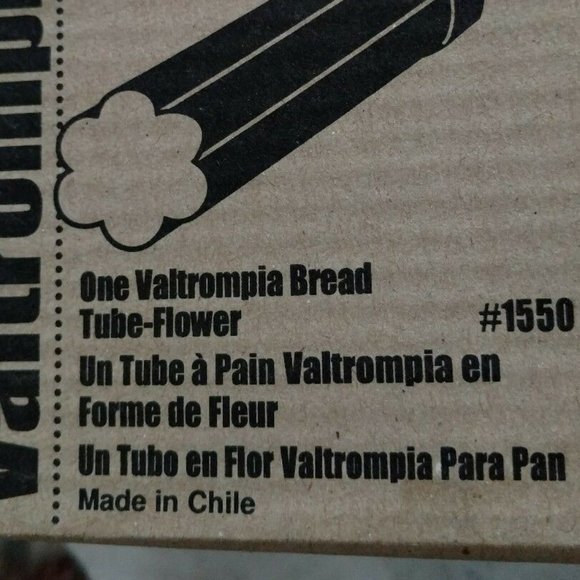 One Valtrompia Bread
Tube-Flower #1550
Un Tube à Pain Valtrompia en
Forme de Fleur
Un Tubo en Flor Valtrompia Para Pan
Made in Chile